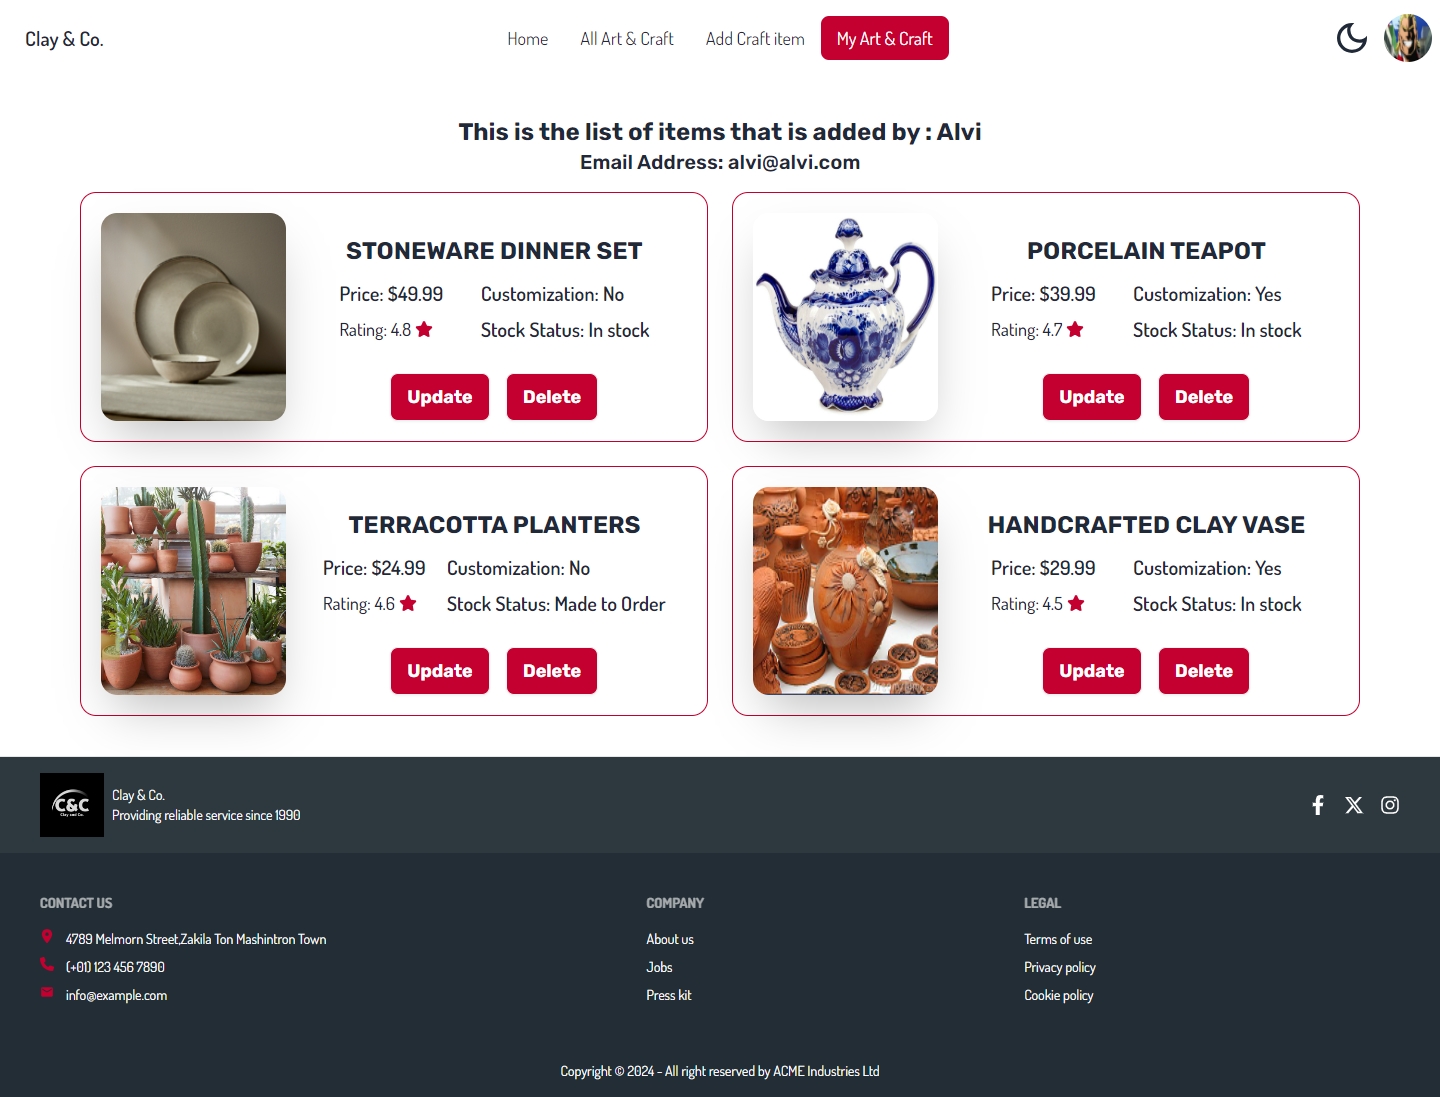 Clay & Co.
Home
All Art & Craft
Add Craft item
My Art & Craft
This is the list of items that is added by : Alvi
Email Address: alvi@alvi.com
STONEWARE DINNER SET
Price: $49.99
Customization: No
Rating: 4.8
Stock Status: In stock
Update
Delete
PORCELAIN TEAPOT
Price: $39.99
Customization: Yes
Rating: 4.7
Stock Status: In stock
Update
Delete
TERRACOTTA PLANTERS
Price: $24.99
Customization: No
Rating: 4.6
Stock Status: Made to Order
Update
Delete
HANDCRAFTED CLAY VASE
Price: $29.99
Customization: Yes
Rating: 4.5
Stock Status: In stock
Update
Delete
C&C
Clay and Co.
Clay & Co.
Providing reliable service since 1990
CONTACT US
4789 Melmorn Street,Zakila Ton Mashintron Town
(+01) 123 456 7890
info@example.com
COMPANY
About us
Jobs
Press kit
LEGAL
Terms of use
Privacy policy
Cookie policy
Copyright © 2024 - All right reserved by ACME Industries Ltd